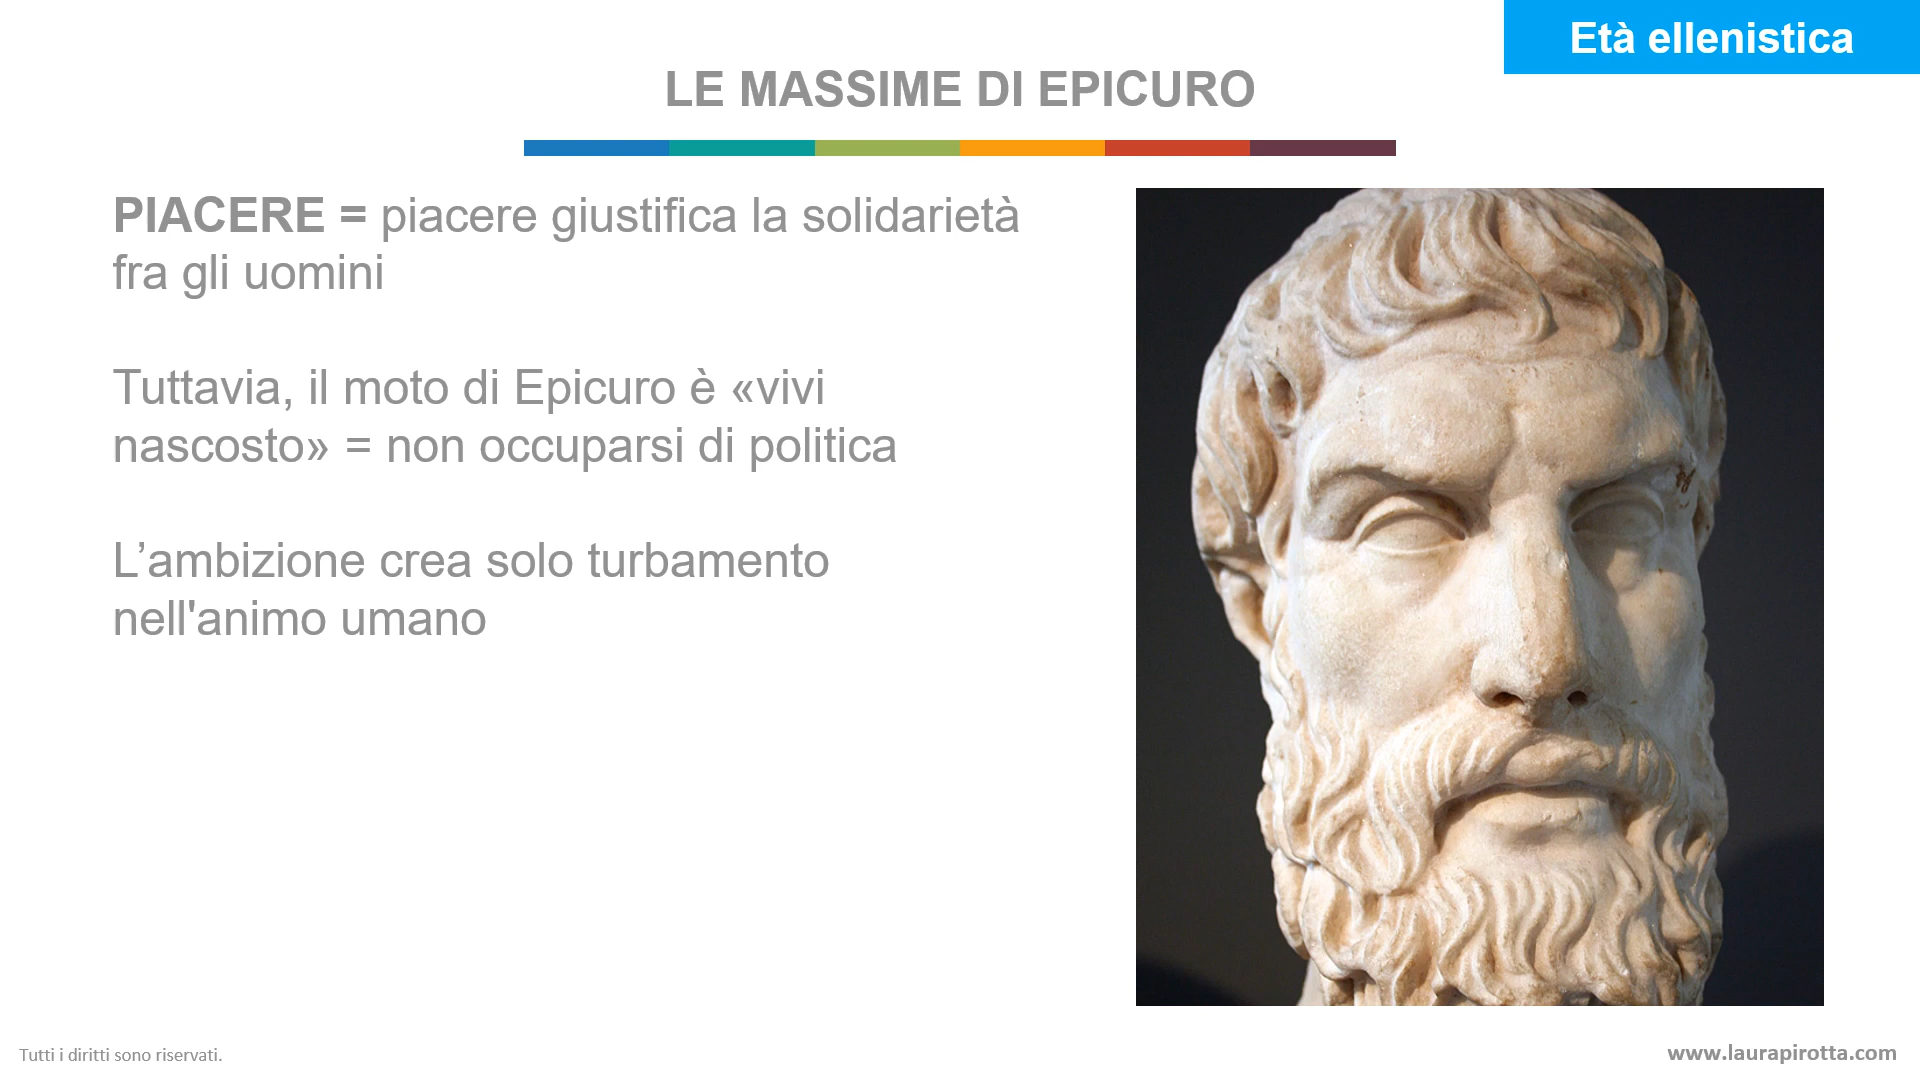 Età ellenistica
LE MASSIME DI EPICURO
PIACERE = piacere giustifica la solidarietà
fra gli uomini
Tuttavia, il moto di Epicuro è «vivi
nascosto» = non occuparsi di politica
L’ambizione crea solo turbamento
nell'animo umano
Tutti i diritti sono riservati.
www.laurapirotta.com